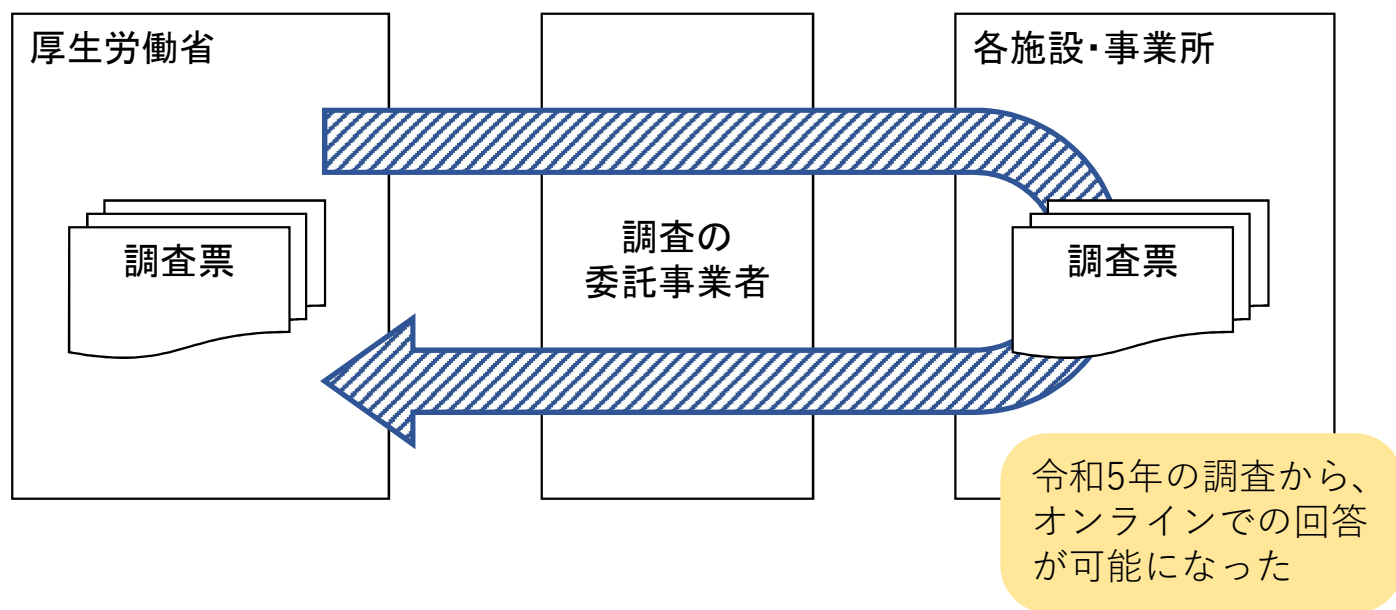 厚生労働省
調査票
調査の
委託事業者
各施設・事業所
調査票
令和5年の調査から、
オンラインでの回答
が可能になった